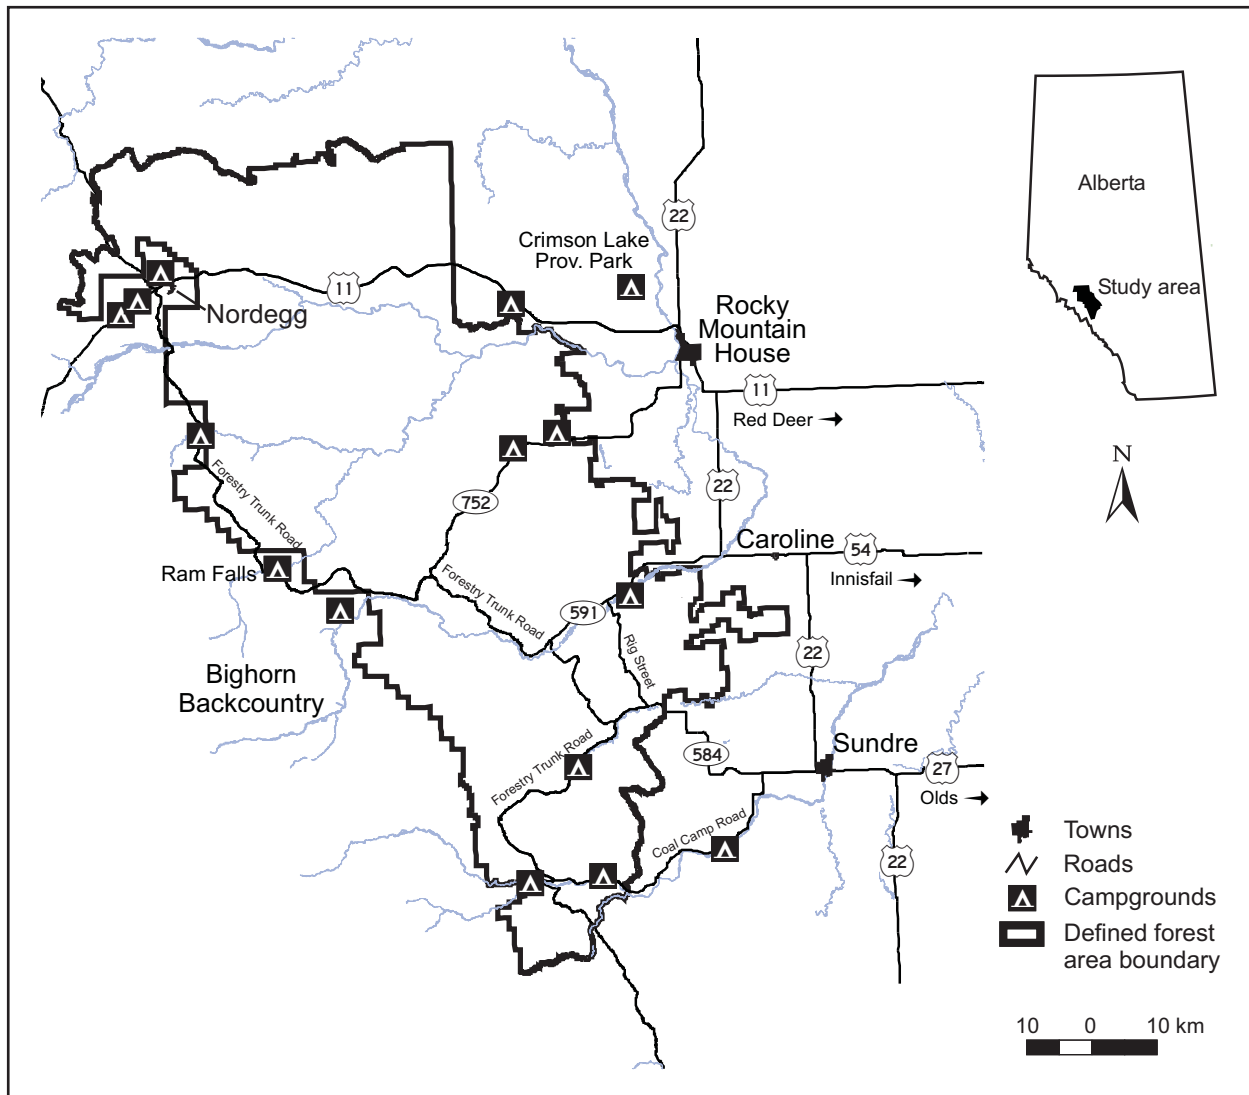 22
Crimson Lake
Prov. Park
11
Nordegg
Rocky
Mountain
House
11
Red Deer
22
Forestry Trunk Road
752
Caroline
54
Innisfail
Ram Falls
Forestry Trunk Road
591
Rig Street
22
Bighorn
Backcountry
Forestry Trunk Road
584
Sundre
27
Olds
Coal Camp Road
22
Alberta
Study area
N
Towns
Roads
Campgrounds
Defined forest
area boundary
10 0 10 km